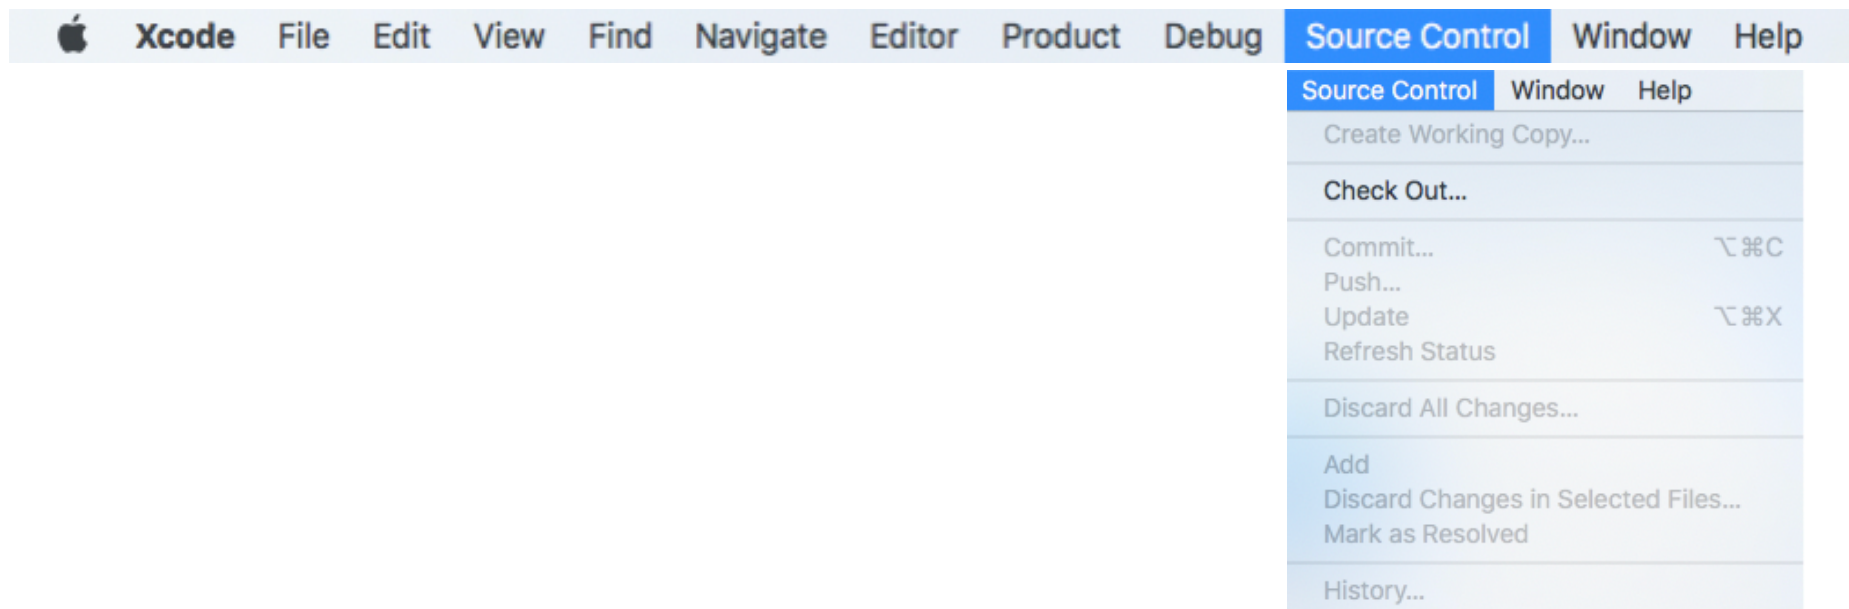 Xcode File Edit View Find Navigate Editor Product Debug Source Control Window Help
Source Control Window Help
Create Working Copy...
Check Out...
Commit... ⌥⌘C
Push...
Update ⌥⌘X
Refresh Status
Discard All Changes...
Add
Discard Changes in Selected Files...
Mark as Resolved
History...